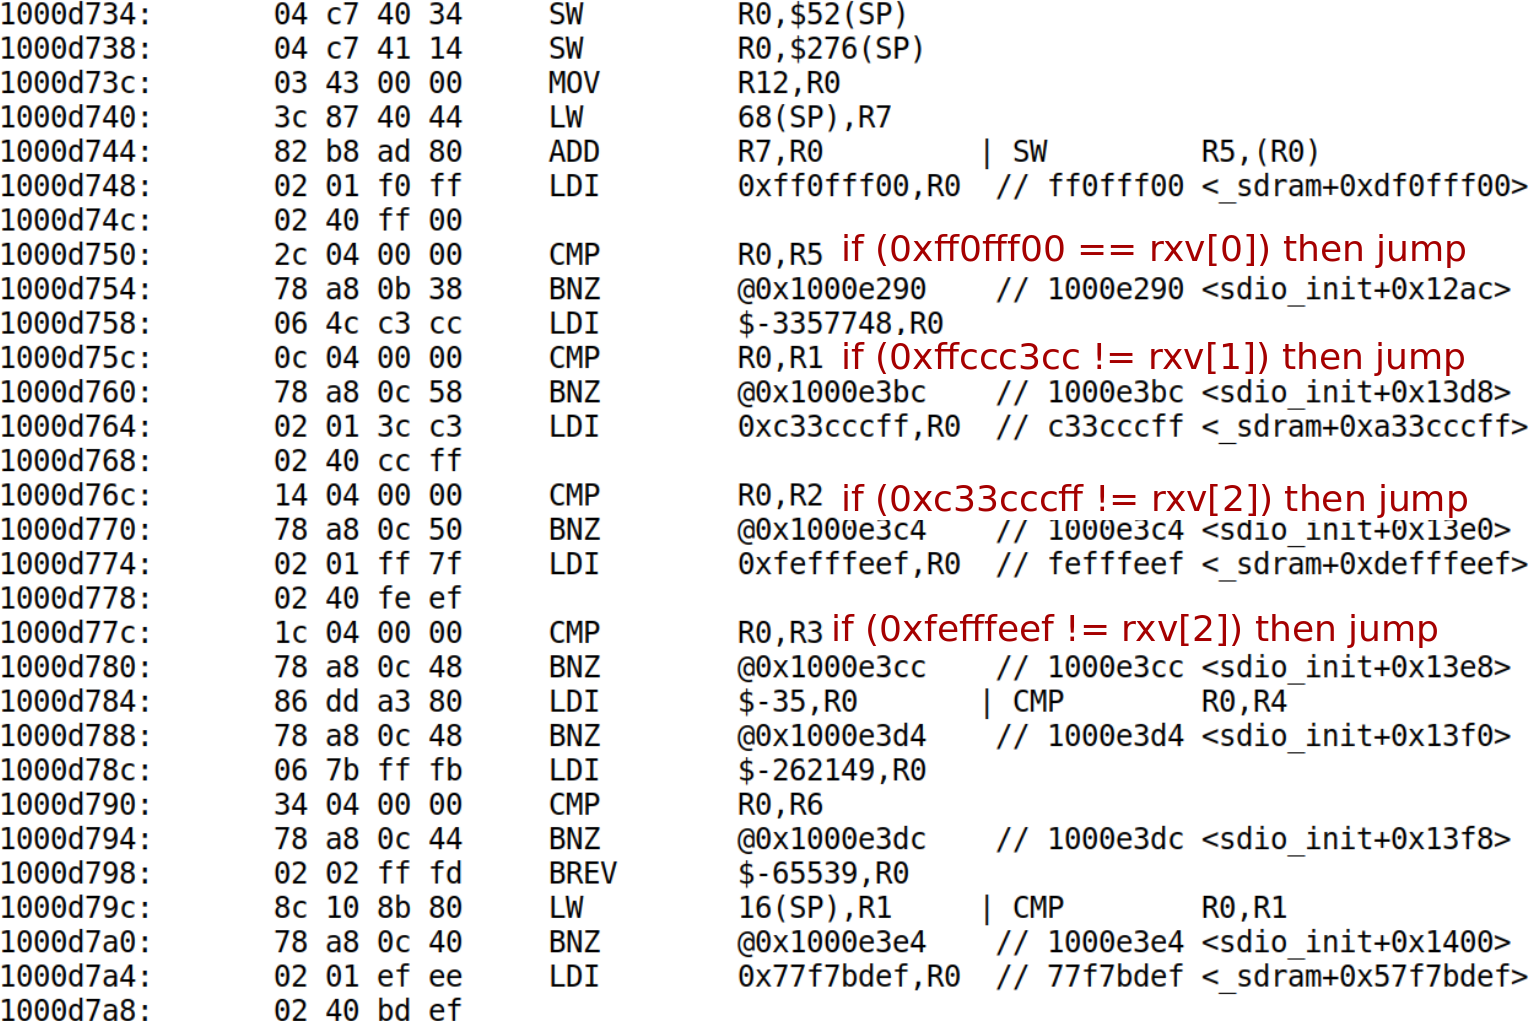 1000d734: 04 c7 40 34 SW R0,$52(SP)
1000d738: 04 c7 41 14 SW R0,$276(SP)
1000d73c: 03 43 00 00 MOV R12,R0
1000d740: 3c 87 40 44 LW 68(SP),R7
1000d744: 82 b8 ad 80 ADD R7,R0 | SW R5,(R0)
1000d748: 02 01 f0 ff LDI 0xff0fff00,R0 // ff0fff00 <_sdram+0xdf0fff00>
1000d74c: 02 40 ff 00
1000d750: 2c 04 00 00 CMP R0,R5 if (0xff0fff00 == rxv[0]) then jump
1000d754: 78 a8 0b 38 BNZ @0x1000e290 // 1000e290 <sdio_init+0x12ac>
1000d758: 06 4c c3 cc LDI $-3357748,R0
1000d75c: 0c 04 00 00 CMP R0,R1 if (0xffccc3cc != rxv[1]) then jump
1000d760: 78 a8 0c 58 BNZ @0x1000e3bc // 1000e3bc <sdio_init+0x13d8>
1000d764: 02 01 3c c3 LDI 0xc33cccff,R0 // c33cccff <_sdram+0xa33cccff>
1000d768: 02 40 cc ff
1000d76c: 14 04 00 00 CMP R0,R2 if (0xc33cccff != rxv[2]) then jump
1000d770: 78 a8 0c 50 BNZ @0x1000e3c4 // 1000e3c4 <sdio_init+0x13e0>
1000d774: 02 01 ff 7f LDI 0xfefffeef,R0 // fefffeef <_sdram+0xdefffeef>
1000d778: 02 40 fe ef
1000d77c: 1c 04 00 00 CMP R0,R3 if (0xfefffeef != rxv[2]) then jump
1000d780: 78 a8 0c 48 BNZ @0x1000e3cc // 1000e3cc <sdio_init+0x13e8>
1000d784: 86 dd a3 80 LDI $-35,R0 | CMP R0,R4
1000d788: 78 a8 0c 48 BNZ @0x1000e3d4 // 1000e3d4 <sdio_init+0x13f0>
1000d78c: 06 7b ff fb LDI $-262149,R0
1000d790: 34 04 00 00 CMP R0,R6
1000d794: 78 a8 0c 44 BNZ @0x1000e3dc // 1000e3dc <sdio_init+0x13f8>
1000d798: 02 02 ff fd BREV $-65539,R0
1000d79c: 8c 10 8b 80 LW 16(SP),R1 | CMP R0,R1
1000d7a0: 78 a8 0c 40 BNZ @0x1000e3e4 // 1000e3e4 <sdio_init+0x1400>
1000d7a4: 02 01 ef ee LDI 0x77f7bdef,R0 // 77f7bdef <_sdram+0x57f7bdef>
1000d7a8: 02 40 bd ef